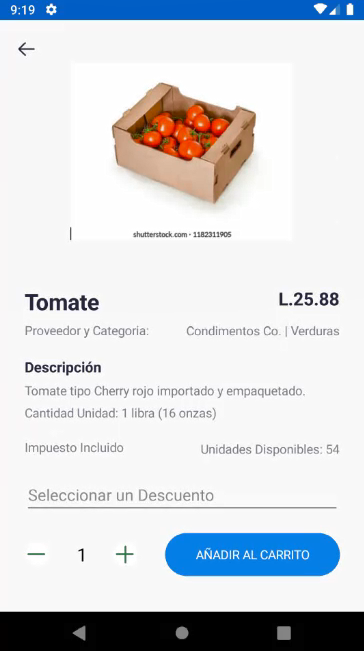 9:19
shutterstock.com • 1182311905
Tomate
L.25.88
Proveedor y Categoria:
Condimentos Co. | Verduras
Descripción
Tomate tipo Cherry rojo importado y empaquetado.
Cantidad Unidad: 1 libra (16 onzas)
Impuesto Incluido
Unidades Disponibles: 54
Seleccionar un Descuento
1
AÑADIR AL CARRITO